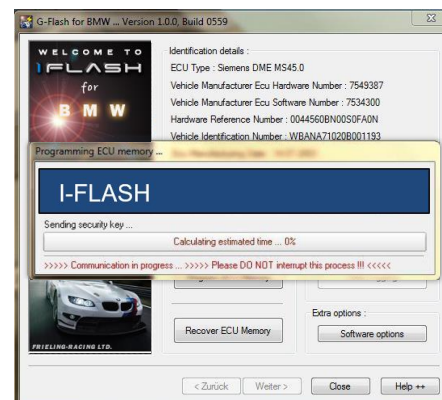 G-Flash for BMW ... Version 1.0.0, Build 0559
WELCOME TO
IFLASH
for
BMW
Identification details :
ECU Type : Siemens DME MS45.0
Vehicle Manufacturer Ecu Hardware Number : 7549387
Vehicle Manufacturer Ecu Software Number : 7534300
Hardware Reference Number : 0044560BN00S0FA0N
Vehicle Identification Number : WBANA71020B001193
Programming ECU memory ...
I-FLASH
Sending security key ...
Calculating estimated time ... 0%
>>>>> Communication in progress ... >>>>> Please DO NOT interrupt this process !!! <<<<<
Recover ECU Memory
Extra options :
Software options
FRIELING-RACING LTD.
< Zurück
Weiter >
Close
Help ++